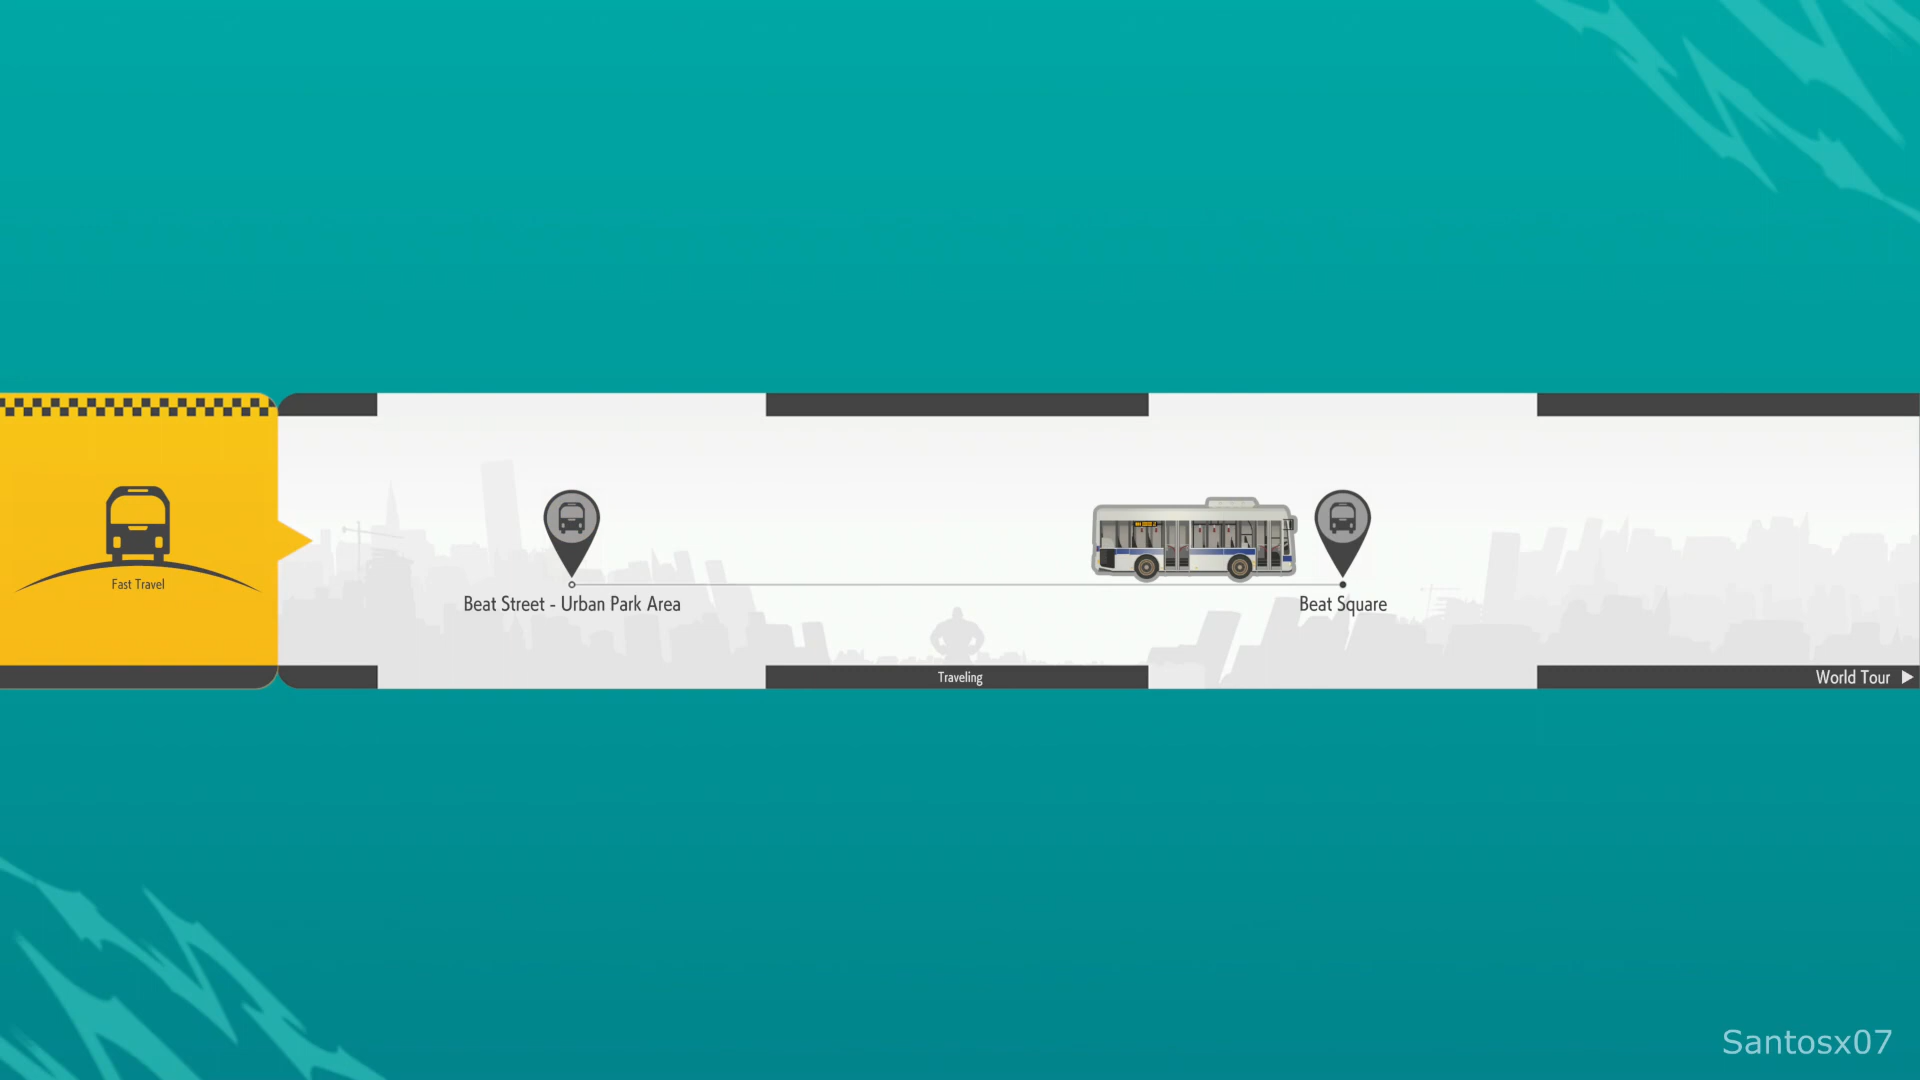 Fast Travel
Beat Street - Urban Park Area
Beat Square
Traveling
World Tour
Santosx07